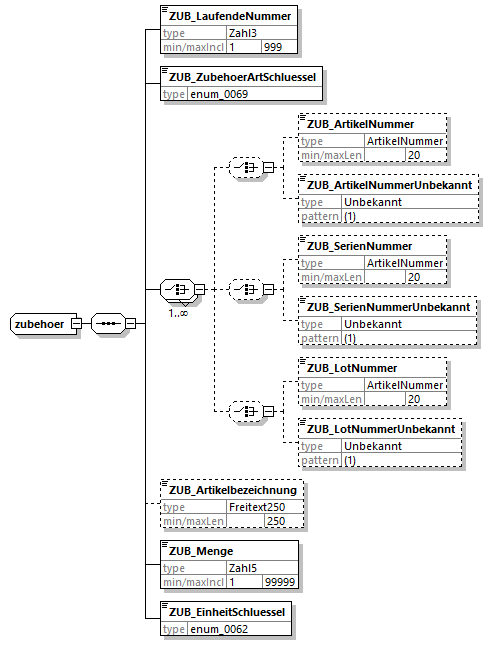 ZUB_LaufendeNummer
type Zahl3
min/maxIncl 1 999
ZUB_ZubehoerArtSchluessel
type enum_0069
ZUB_ArtikelNummer
type ArtikelNummer
min/maxLen 20
ZUB_ArtikelNummerUnbekannt
type Unbekannt
pattern (1)
ZUB_SerienNummer
type ArtikelNummer
min/maxLen 20
zubehoer
1..∞
ZUB_SerienNummerUnbekannt
type Unbekannt
pattern (1)
ZUB_LotNummer
type ArtikelNummer
min/maxLen 20
ZUB_LotNummerUnbekannt
type Unbekannt
pattern (1)
ZUB_Artikelbezeichnung
type Freitext250
min/maxLen 250
ZUB_Menge
type Zahl5
min/maxIncl 1 99999
ZUB_EinheitSchluessel
type enum_0062